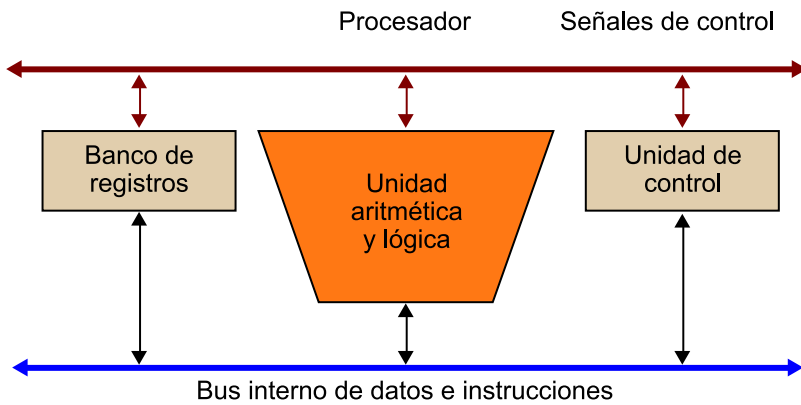 Procesador
Señales de control
Banco de
registros
Unidad
aritmética
y lógica
Unidad de
control
Bus interno de datos e instrucciones